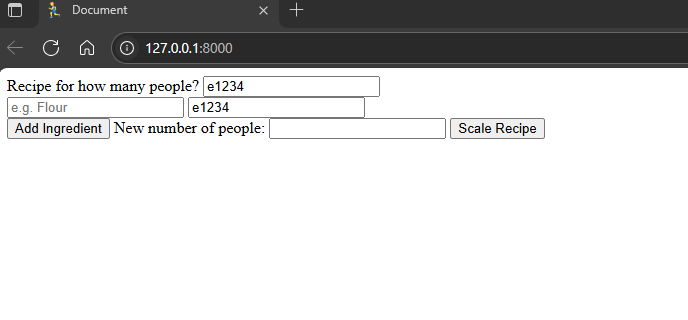 Document
127.0.0.1:8000
Recipe for how many people? e1234
e.g. Flour e1234
Add Ingredient New number of people: Scale Recipe